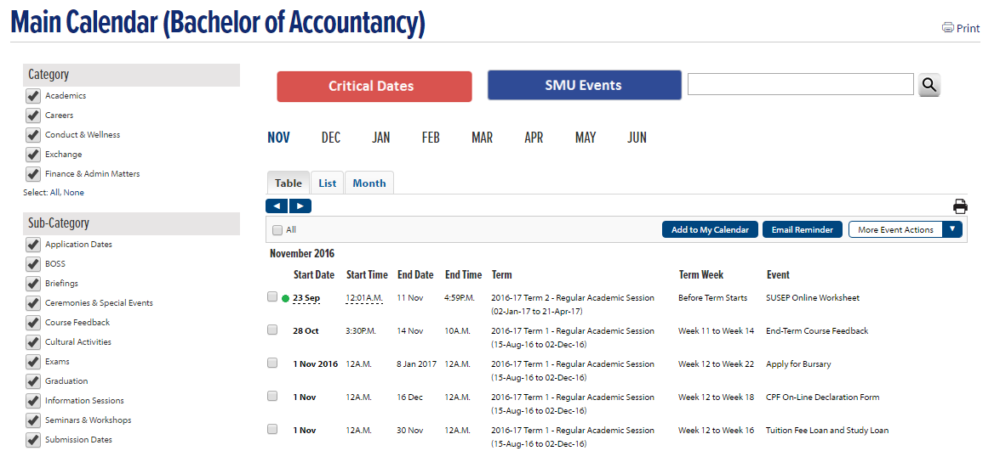 Main Calendar (Bachelor of Accountancy)
Print
Category
Academics
Careers
Conduct & Wellness
Exchange
Finance & Admin Matters
Select: All, None
Sub-Category
Application Dates
BOSS
Briefings
Ceremonies & Special Events
Course Feedback
Cultural Activities
Exams
Graduation
Information Sessions
Seminars & Workshops
Submission Dates
Critical Dates SMU Events
NOV DEC JAN FEB MAR APR MAY JUN
Table List Month
All Add to My Calendar Email Reminder More Event Actions
November 2016
Start Date Start Time End Date End Time Term Term Week Event
23 Sep 12:01A.M. 11 Nov 4:59P.M. 2016-17 Term 2 - Regular Academic Session Before Term Starts SUSEP Online Worksheet
(02-Jan-17 to 21-Apr-17)
28 Oct 3:30P.M. 14 Nov 10A.M. 2016-17 Term 1 - Regular Academic Session Week 11 to Week 14 End-Term Course Feedback
(15-Aug-16 to 02-Dec-16)
1 Nov 2016 12A.M. 8 Jan 2017 12A.M. 2016-17 Term 1 - Regular Academic Session Week 12 to Week 22 Apply for Bursary
(15-Aug-16 to 02-Dec-16)
1 Nov 12A.M. 16 Dec 12A.M. 2016-17 Term 1 - Regular Academic Session Week 12 to Week 18 CPF On-Line Declaration Form
(15-Aug-16 to 02-Dec-16)
1 Nov 12A.M. 30 Nov 12A.M. 2016-17 Term 1 - Regular Academic Session Week 12 to Week 16 Tuition Fee Loan and Study Loan
(15-Aug-16 to 02-Dec-16)